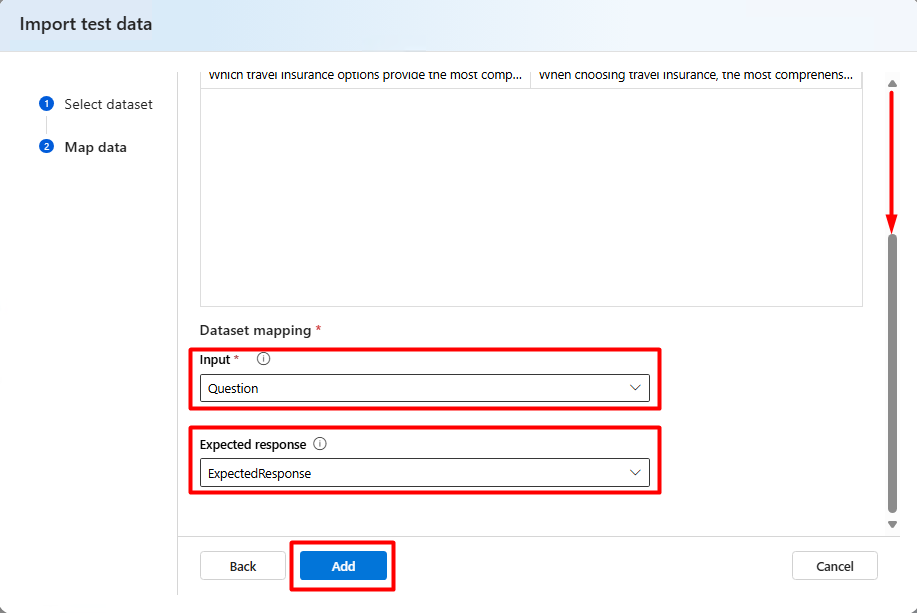 Import test data
Which travel insurance options provide the most comp... When choosing travel insurance, the most comprehens...
1 Select dataset
2 Map data
Dataset mapping *
Input *
Question
Expected response
ExpectedResponse
Back Add Cancel